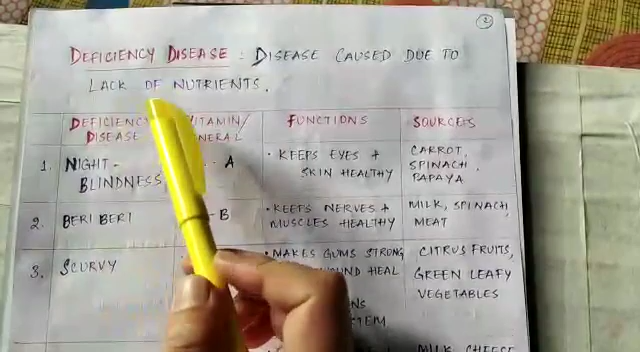 2
DEFICIENCY DISEASE : DISEASE CAUSED DUE TO
LACK OF NUTRIENTS.
DEFICIENCY
DISEASE
FUNCTIONS
SOURCES
1. NIGHT -
BLINDNESS
- A
• KEEPS EYES +
SKIN HEALTHY
CARROT,
SPINACH,
PAPAYA
2. BERI BERI
- B
• KEEPS NERVES +
MUSCLES HEALTHY
MILK, SPINACH,
MEAT
3. SCURVY
• MAKES GUMS STRONG
HEAL
CITRUS FRUITS,
GREEN LEAFY
VEGETABLES
MILK CHEESE